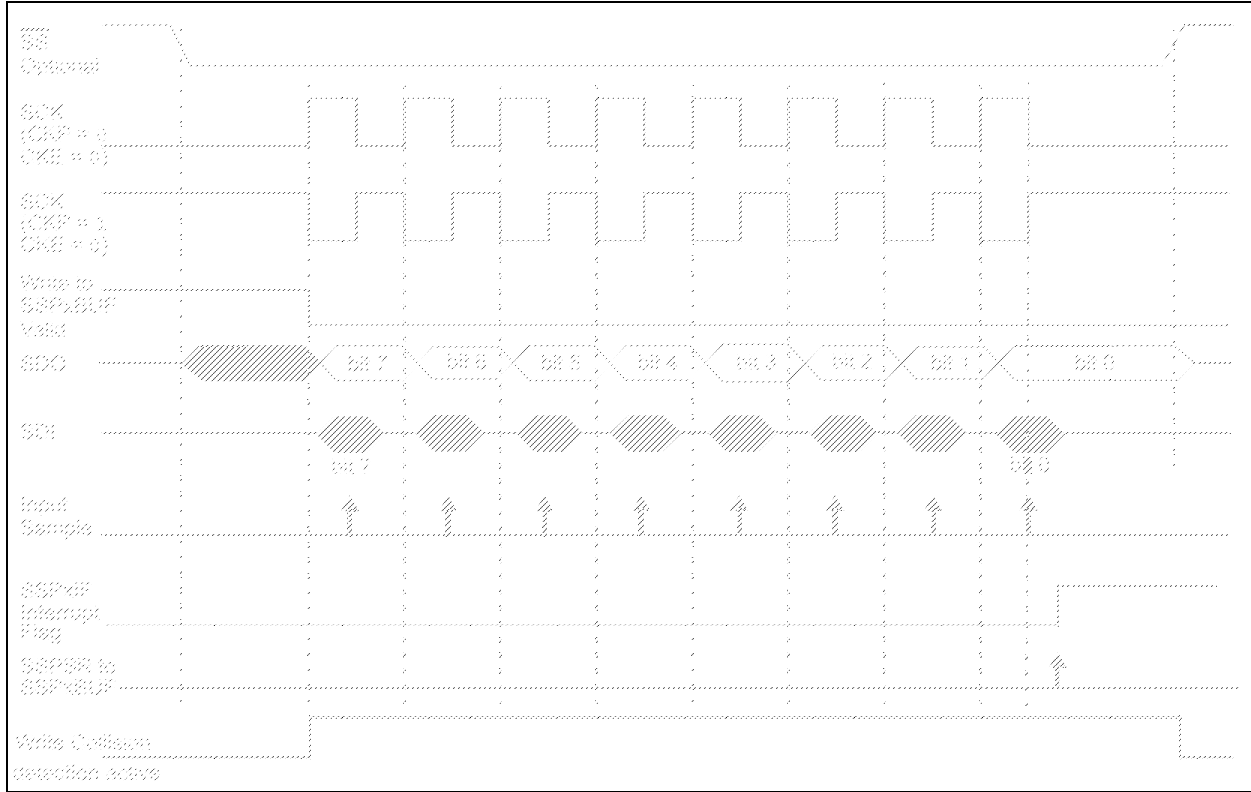 SS
Optional
SCK
(CKP = 0
CKE = 0)
SCK
(CKP = 1
CKE = 0)
Write to
SSPxBUF
Valid
SDO
bit 7
bit 6
bit 5
bit 4
bit 3
bit 2
bit 1
bit 0
SDI
bit 7
bit 0
Input
Sample
SSPxIF
Interrupt
Flag
SSPSR to
SSPxBUF
Write Collision
detection active